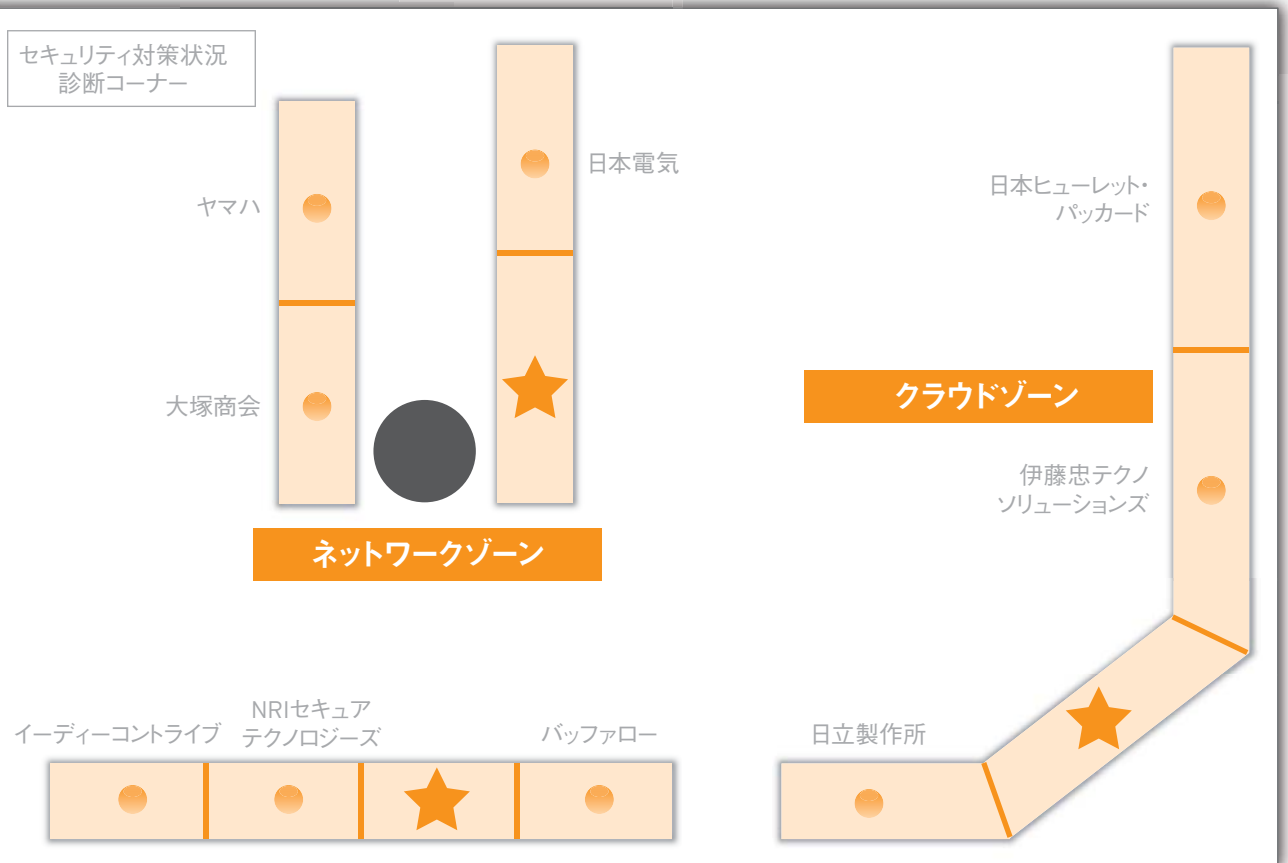 セキュリティ対策状況
診断コーナー
日本電気
ヤマハ
日本ヒューレット・
パッカード
大塚商会
クラウドゾーン
伊藤忠テクノ
ソリューションズ
ネットワークゾーン
イーディーコントライブ
NRIセキュア
テクノロジーズ
バッファロー
日立製作所